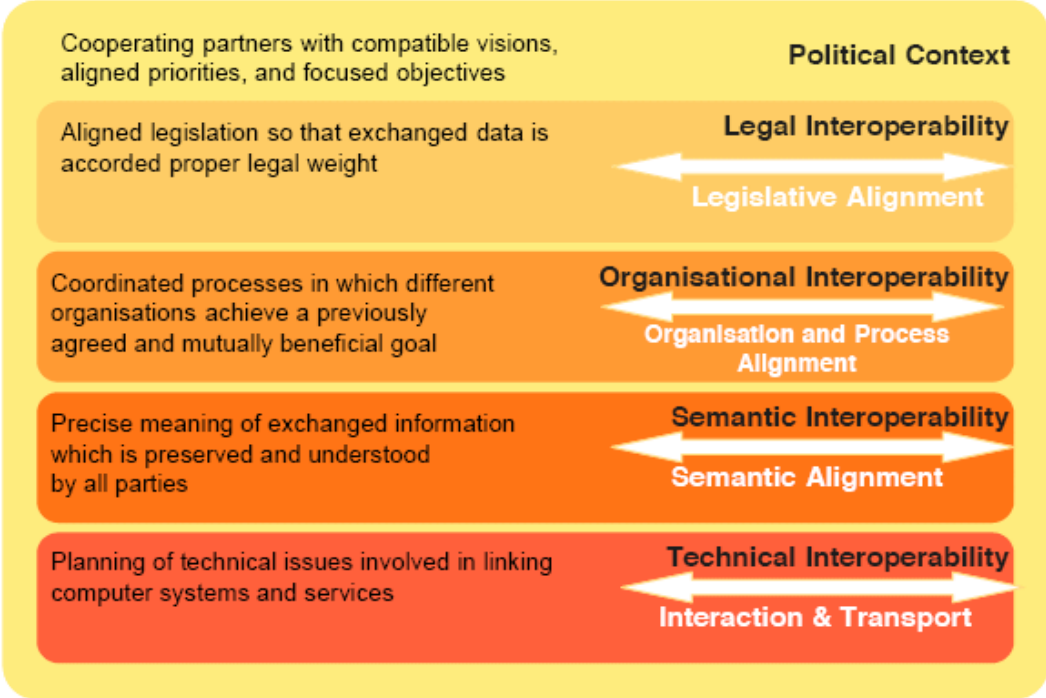 Cooperating partners with compatible visions,
aligned priorities, and focused objectives
Political Context
Aligned legislation so that exchanged data is
accorded proper legal weight
Legal Interoperability
Legislative Alignment
Coordinated processes in which different
organisations achieve a previously
agreed and mutually beneficial goal
Organisational Interoperability
Organisation and Process
Alignment
Precise meaning of exchanged information
which is preserved and understood
by all parties
Semantic Interoperability
Semantic Alignment
Planning of technical issues involved in linking
computer systems and services
Technical Interoperability
Interaction & Transport